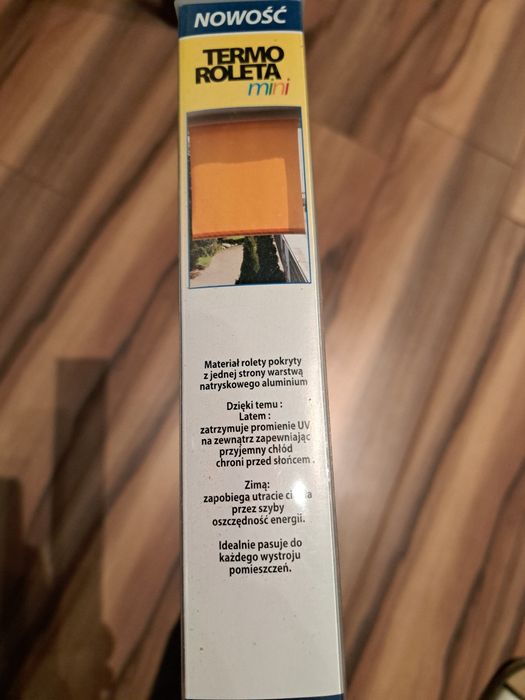 NOWOŚĆ
TERMO
ROLETA
mini
Materiał rolety pokryty
z jednej strony warstwą
natryskowego aluminium
Dzięki temu :
Latem :
zatrzymuje promienie UV
na zewnątrz zapewniając
przyjemny chłód
chroni przed słońcem .
Zimą:
zapobiega utracie ciepła
przez szyby
oszczędność energii.
Idealnie pasuje do
każdego wystroju
pomieszczeń.